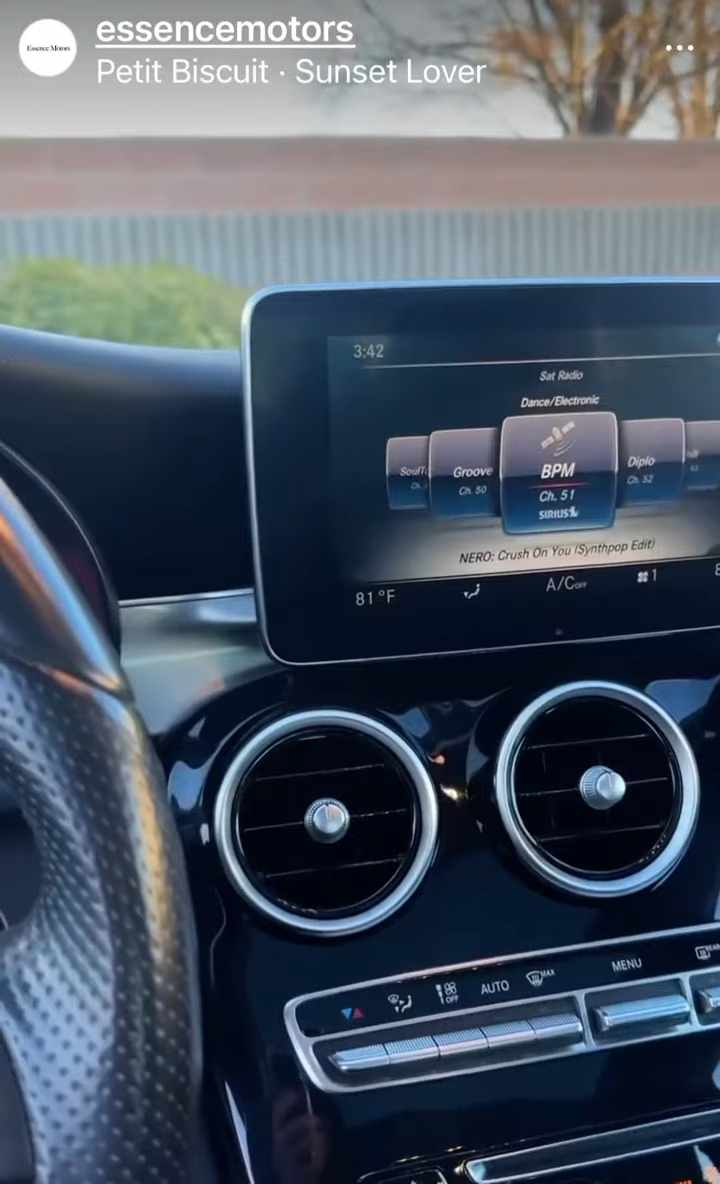 Essence Motors
essencemotors
Petit Biscuit · Sunset Lover
3:42
Sat Radio
Dance/Electronic
Groove
Ch. 50
BPM
Ch. 51
SIRIUS
Diplo
Ch. 52
NERO: Crush On You (Synthpop Edit)
81°F
A/C OFF
1
AUTO
MAX
OFF
MENU